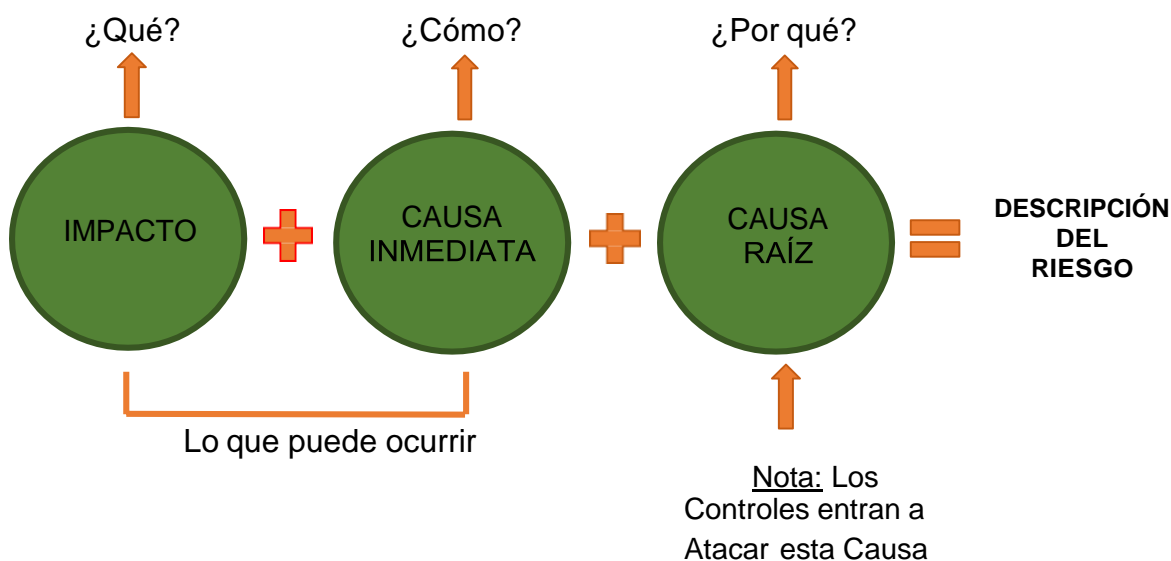 ¿Qué?
¿Cómo?
¿Por qué?
IMPACTO
CAUSA
INMEDIATA
CAUSA
RAÍZ
DESCRIPCIÓN
DEL
RIESGO
Lo que puede ocurrir
Nota: Los
Controles entran a
Atacar esta Causa